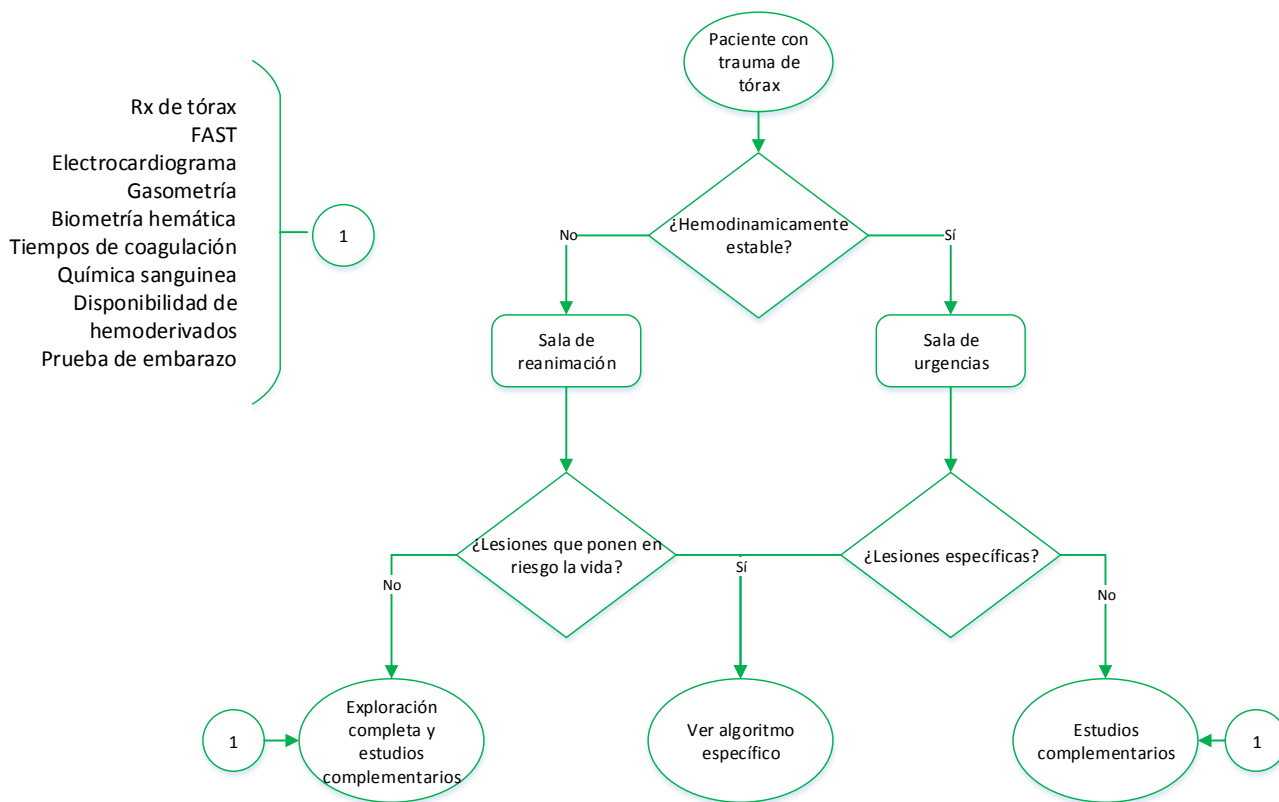 Paciente con
trauma de
tórax
Rx de tórax
FAST
Electrocardiograma
Gasometría
Biometría hemática
Tiempos de coagulación
Química sanguinea
Disponibilidad de
hemoderivados
Prueba de embarazo
1
¿Hemodinamicamente
estable?
No
Sí
Sala de
reanimación
Sala de
urgencias
¿Lesiones que ponen en
riesgo la vida?
¿Lesiones específicas?
No
Sí
No
1
Exploración
completa y
estudios
complementarios
Ver algoritmo
específico
Estudios
complementarios
1